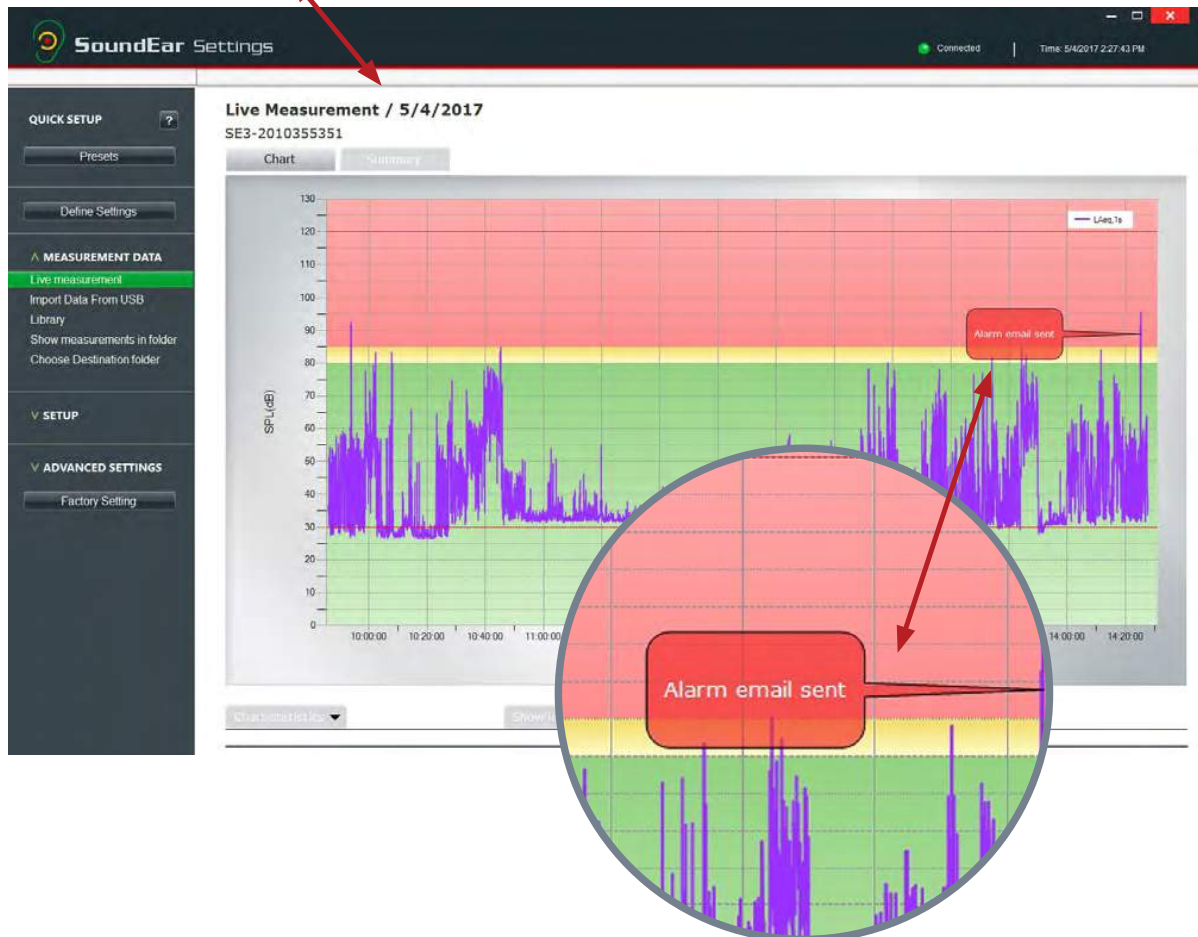 SoundEar Settings
Connected | Time: 5/4/2017 2:27:43 PM
QUICK SETUP ?
Presets
Define Settings
MEASUREMENT DATA
Live measurement
Import Data From USB
Library
Show measurements in folder
Choose Destination folder
SETUP
ADVANCED SETTINGS
Factory Setting
Live Measurement / 5/4/2017
SE3-2010355351
Chart
Summary
LAeq,1s
SPL(dB)
130
120
110
100
90
80
70
60
50
40
30
20
10
0
Alarm email sent
10:00:00 10:20:00 10:40:00 11:00:00 14:00:00 14:20:00
Characteristics
Alarm email sent